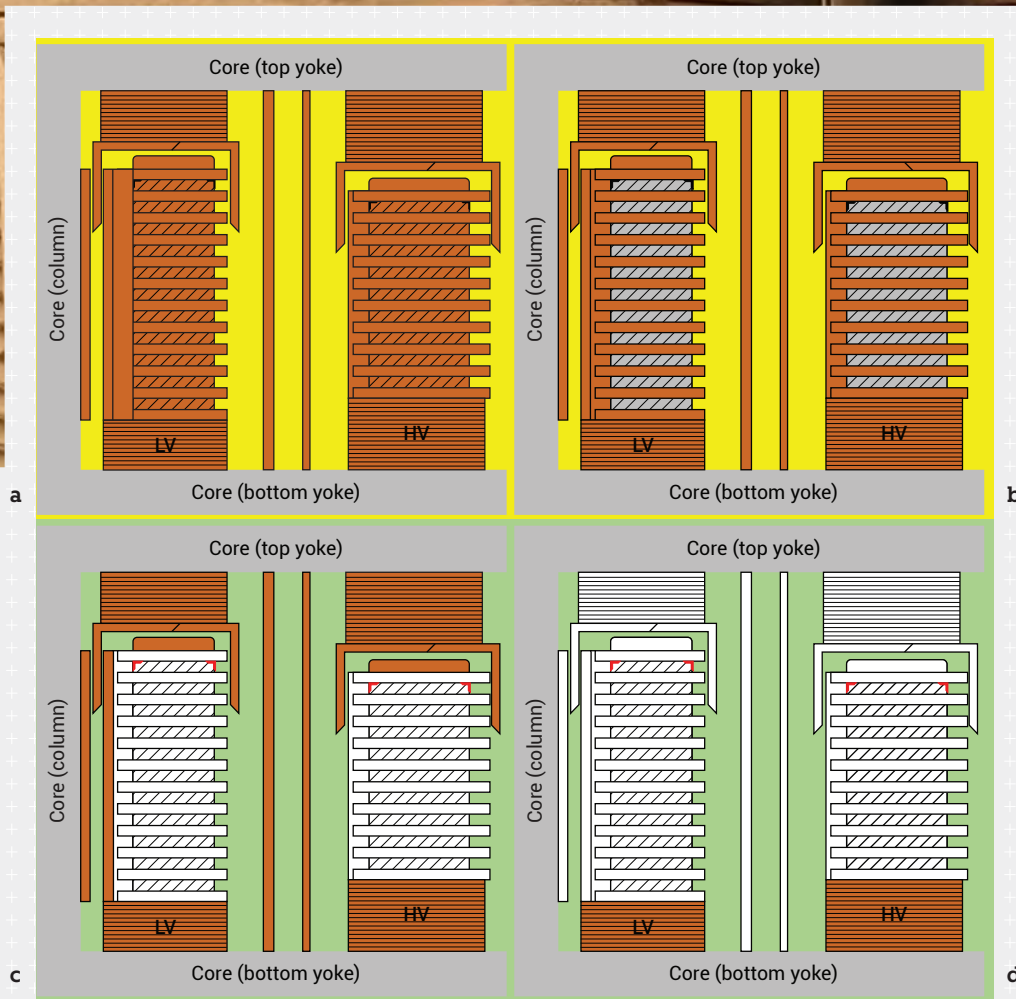 Core (top yoke)
Core (column)
LV
HV
Core (bottom yoke)
a
Core (top yoke)
Core (column)
LV
HV
Core (bottom yoke)
b
Core (top yoke)
Core (column)
LV
HV
Core (bottom yoke)
c
Core (top yoke)
Core (column)
LV
HV
Core (bottom yoke)
d